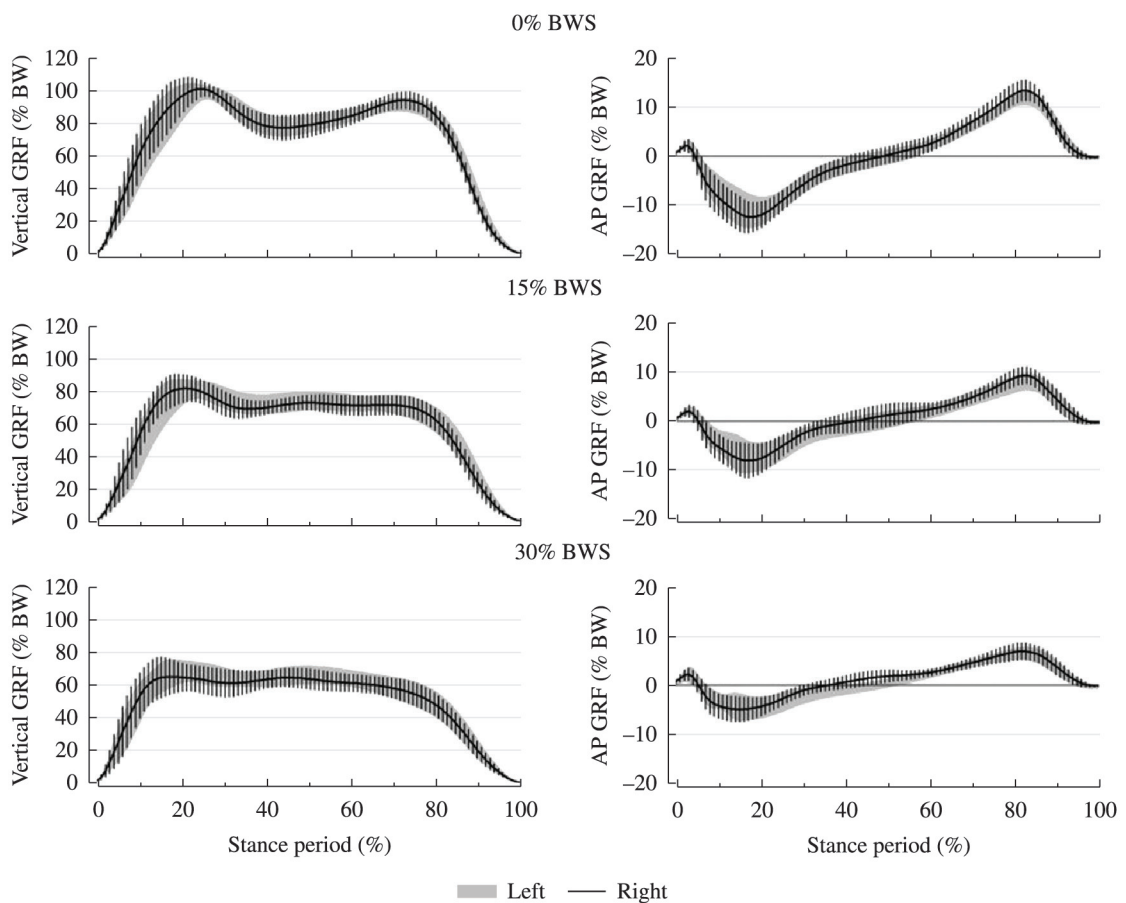 0% BWS
Vertical GRF (% BW)
120
100
80
60
40
20
0
AP GRF (% BW)
20
10
0
–10
–20
15% BWS
Vertical GRF (% BW)
120
100
80
60
40
20
0
AP GRF (% BW)
20
10
0
–10
–20
30% BWS
Vertical GRF (% BW)
120
100
80
60
40
20
0
0 20 40 60 80 100
Stance period (%)
AP GRF (% BW)
20
10
0
–10
–20
0 20 40 60 80 100
Stance period (%)
Left Right